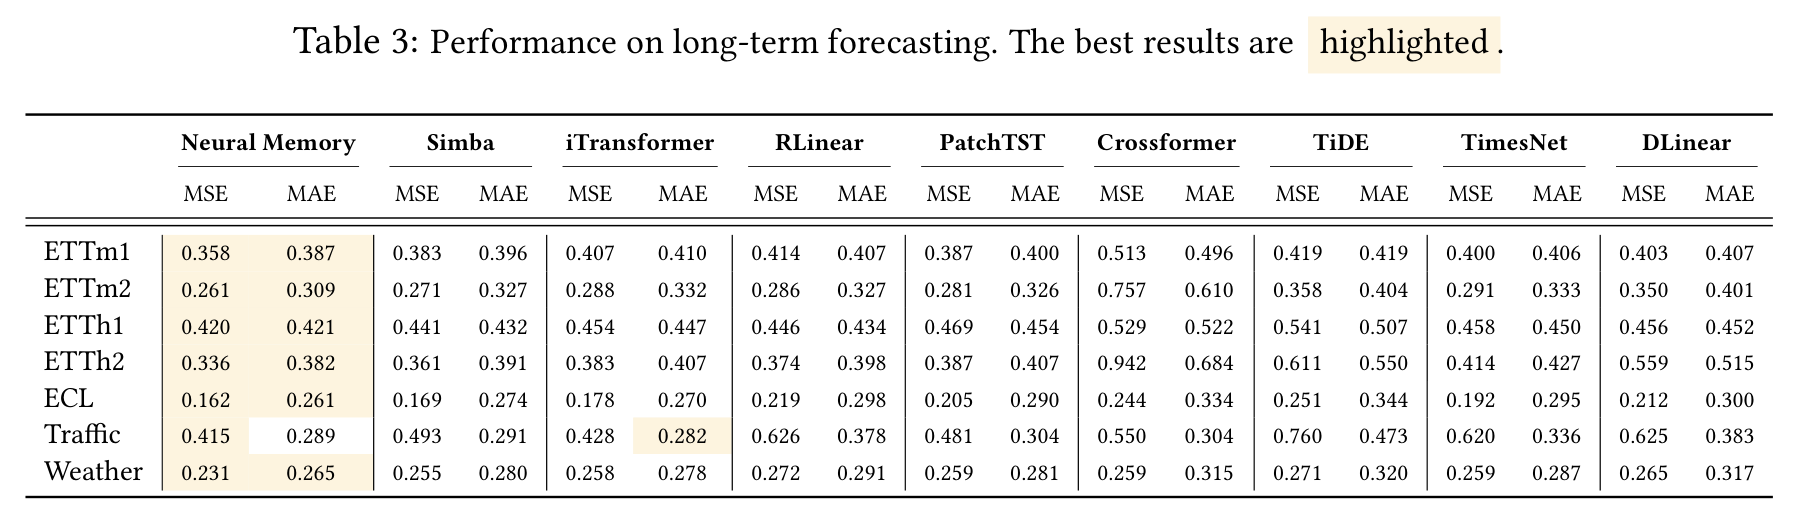 Table 3: Performance on long-term forecasting. The best results are highlighted.
Neural Memory Simba iTransformer RLinear PatchTST Crossformer TiDE TimesNet DLinear
MSE MAE MSE MAE MSE MAE MSE MAE MSE MAE MSE MAE MSE MAE MSE MAE MSE MAE
ETTm1 0.358 0.387 0.383 0.396 0.407 0.410 0.414 0.407 0.387 0.400 0.513 0.496 0.419 0.419 0.400 0.406 0.403 0.407
ETTm2 0.261 0.309 0.271 0.327 0.288 0.332 0.286 0.327 0.281 0.326 0.757 0.610 0.358 0.404 0.291 0.333 0.350 0.401
ETTh1 0.420 0.421 0.441 0.432 0.454 0.447 0.446 0.434 0.469 0.454 0.529 0.522 0.541 0.507 0.458 0.450 0.456 0.452
ETTh2 0.336 0.382 0.361 0.391 0.383 0.407 0.374 0.398 0.387 0.407 0.942 0.684 0.611 0.550 0.414 0.427 0.559 0.515
ECL 0.162 0.261 0.169 0.274 0.178 0.270 0.219 0.298 0.205 0.290 0.244 0.334 0.251 0.344 0.192 0.295 0.212 0.300
Traffic 0.415 0.289 0.493 0.291 0.428 0.282 0.626 0.378 0.481 0.304 0.550 0.304 0.760 0.473 0.620 0.336 0.625 0.383
Weather 0.231 0.265 0.255 0.280 0.258 0.278 0.272 0.291 0.259 0.281 0.259 0.315 0.271 0.320 0.259 0.287 0.265 0.317